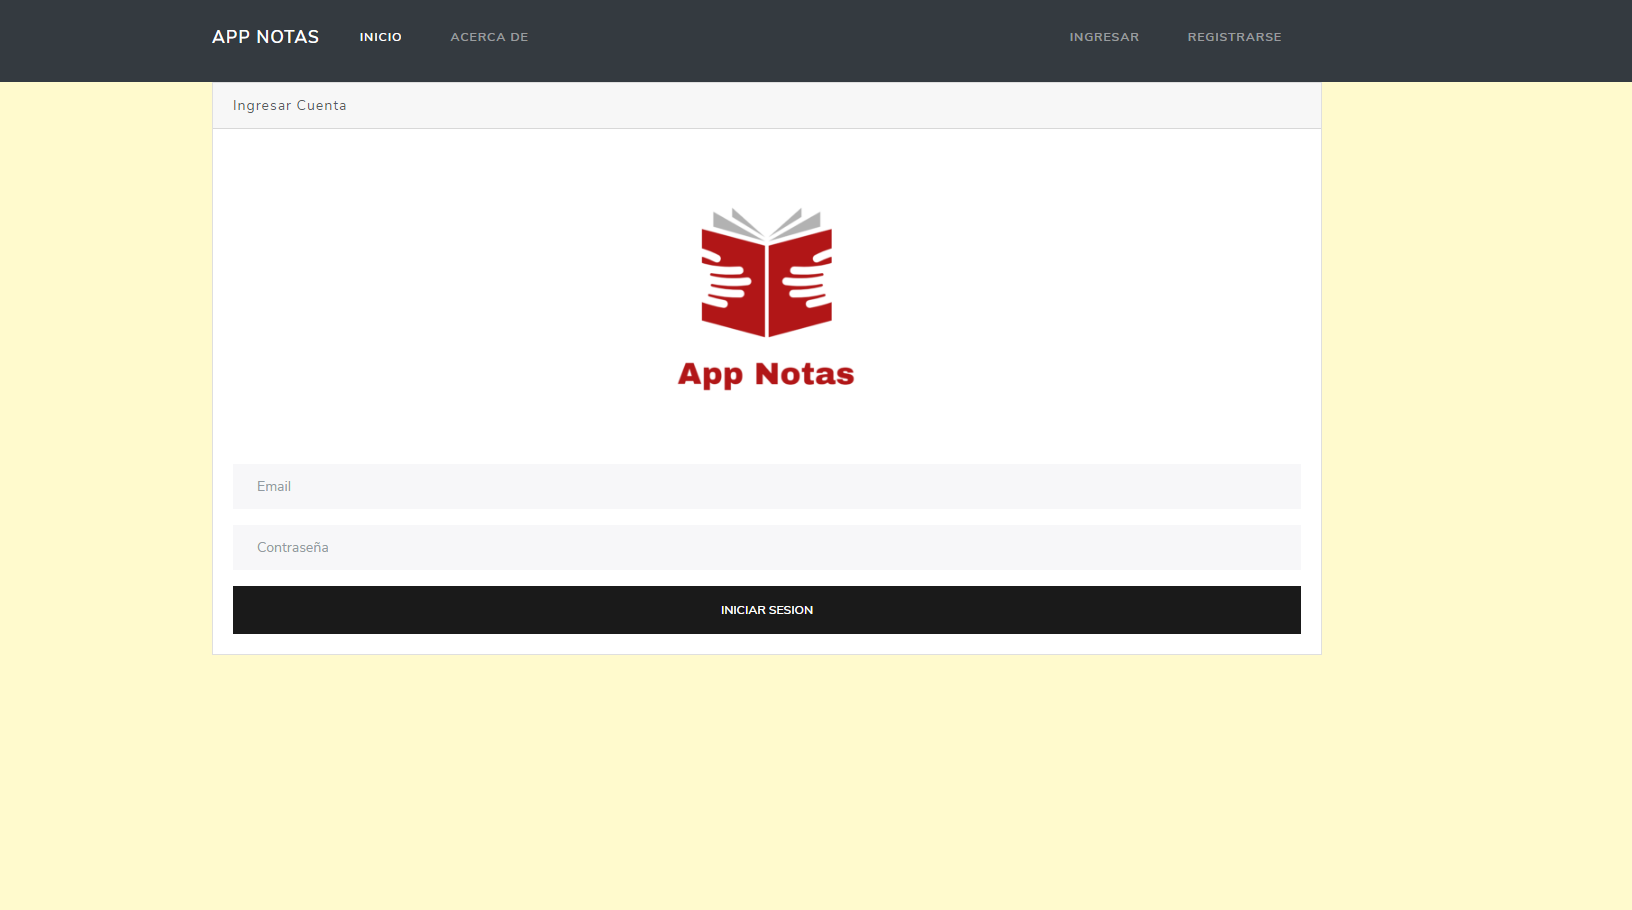 APP NOTAS INICIO ACERCA DE INGRESAR REGISTRARSE
Ingresar Cuenta
App Notas
Email
Contraseña
INICIAR SESION